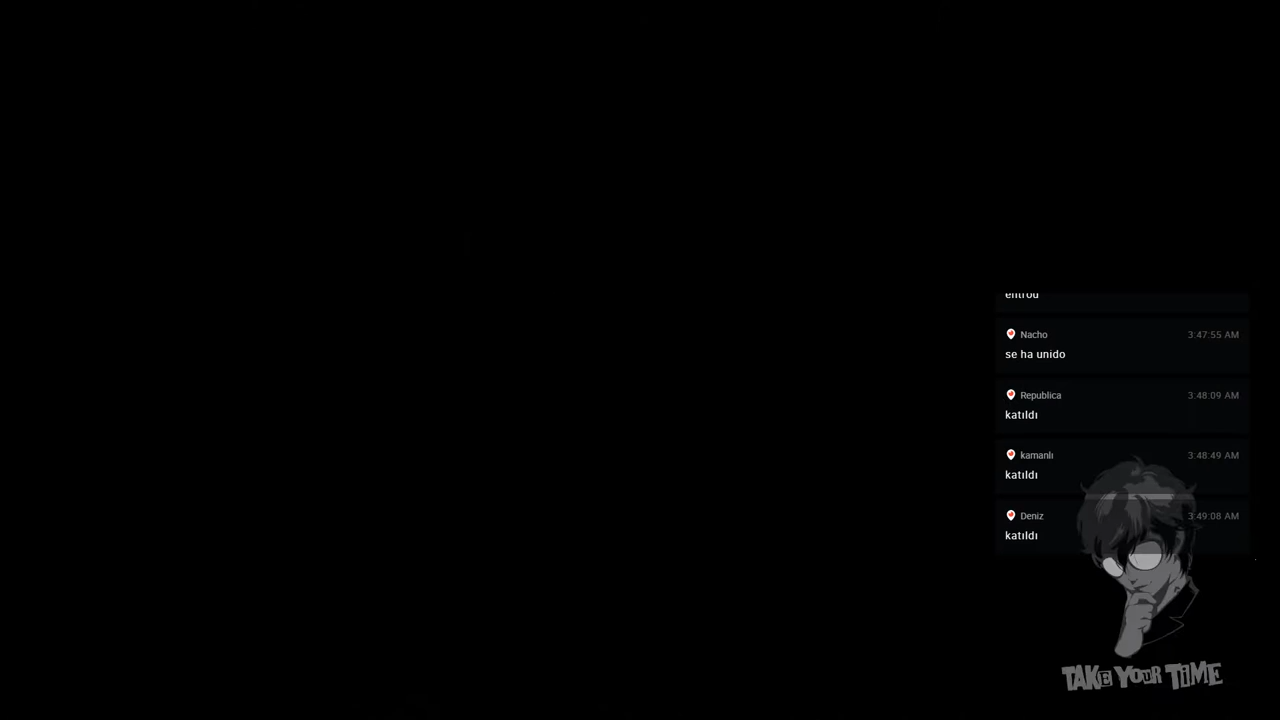 entrou
Nacho 3:47:55 AM
se ha unido
Republica 3:48:09 AM
katıldı
kamanlı 3:48:49 AM
katıldı
Deniz 3:49:08 AM
katıldı
TAKE YOUR TIME